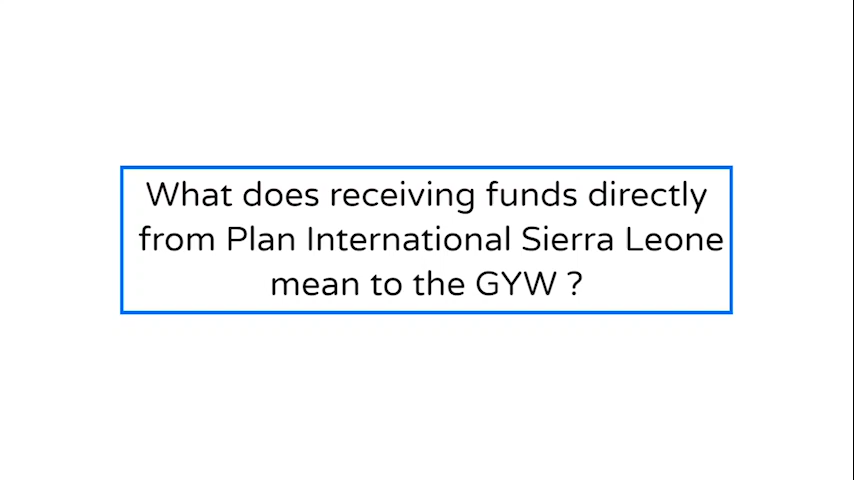 What does receiving funds directly
from Plan International Sierra Leone
mean to the GYW ?